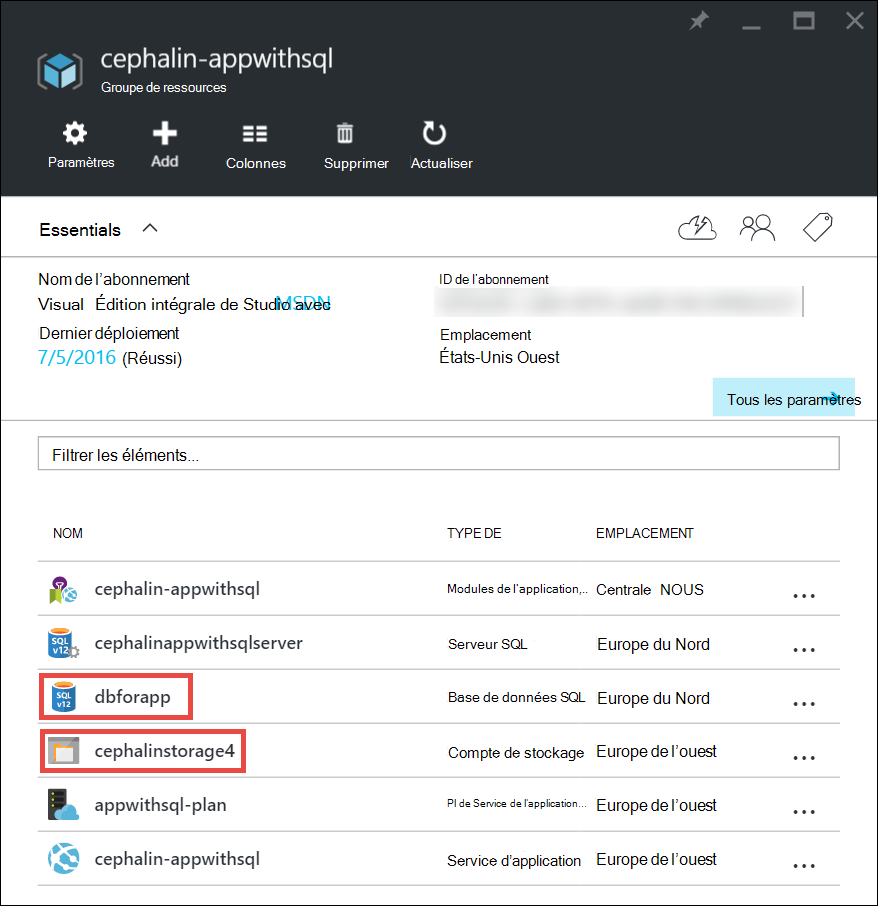 cephalin-appwithsql
Groupe de ressources
Paramètres Add Colonnes Supprimer Actualiser
Essentials
Nom de l'abonnement ID de l'abonnement
Visual Édition intégrale de Studio avec MSDN
Dernier déploiement Emplacement
7/5/2016 (Réussi) États-Unis Ouest
Tous les paramètres
Filtrer les éléments...
NOM TYPE DE EMPLACEMENT
cephalin-appwithsql Modules de l'application,.. Centrale NOUS ...
SQL v12 cephalinappwithsqlserver Serveur SQL Europe du Nord ...
SQL v12 dbforapp Base de données SQL Europe du Nord ...
cephalinstorage4 Compte de stockage Europe de l'ouest ...
appwithsql-plan Pl de Service de l'application... Europe de l'ouest ...
cephalin-appwithsql Service d'application Europe de l'ouest ...